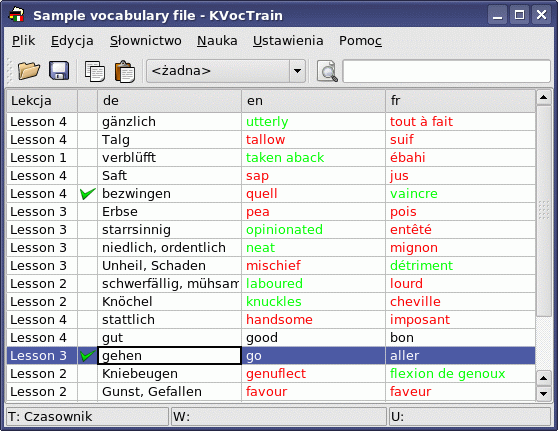 Sample vocabulary file - KVocTrain
Plik Edycja Słownictwo Nauka Ustawienia Pomoc
<żadna>
Lekcja de en fr
Lesson 4 gänzlich utterly tout à fait
Lesson 4 Talg tallow suif
Lesson 1 verblüfft taken aback ébahi
Lesson 4 Saft sap jus
Lesson 4 bezwingen quell vaincre
Lesson 3 Erbse pea pois
Lesson 3 starrsinnig opinionated entêté
Lesson 3 niedlich, ordentlich neat mignon
Lesson 3 Unheil, Schaden mischief détriment
Lesson 2 schwerfällig, mühsam laboured lourd
Lesson 2 Knöchel knuckles cheville
Lesson 4 stattlich handsome imposant
Lesson 4 gut good bon
Lesson 3 gehen go aller
Lesson 2 Kniebeugen genuflect flexion de genoux
Lesson 2 Gunst, Gefallen favour faveur
T: Czasownik W: U: